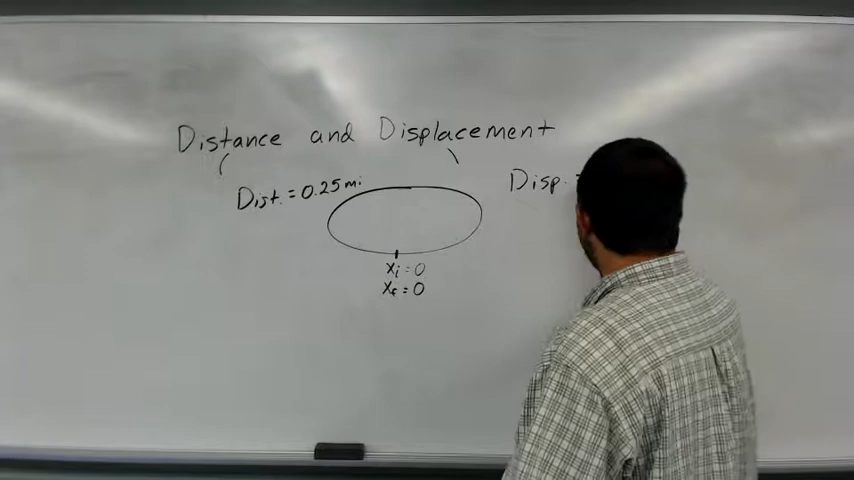 Distance and Displacement
Dist. = 0.25 mi
Disp. =
xi = 0
xf = 0